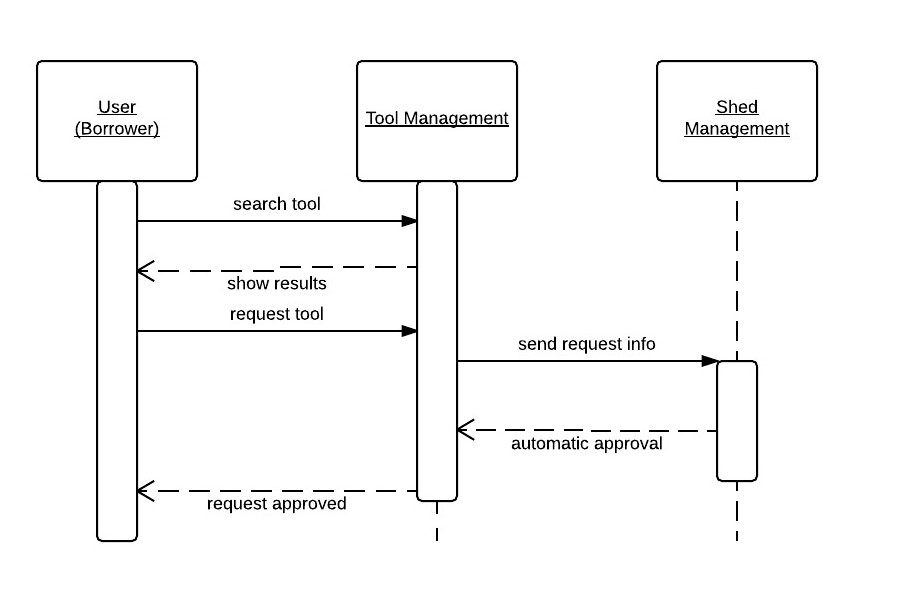 User
(Borrower)
Tool Management
Shed
Management
search tool
show results
request tool
send request info
automatic approval
request approved